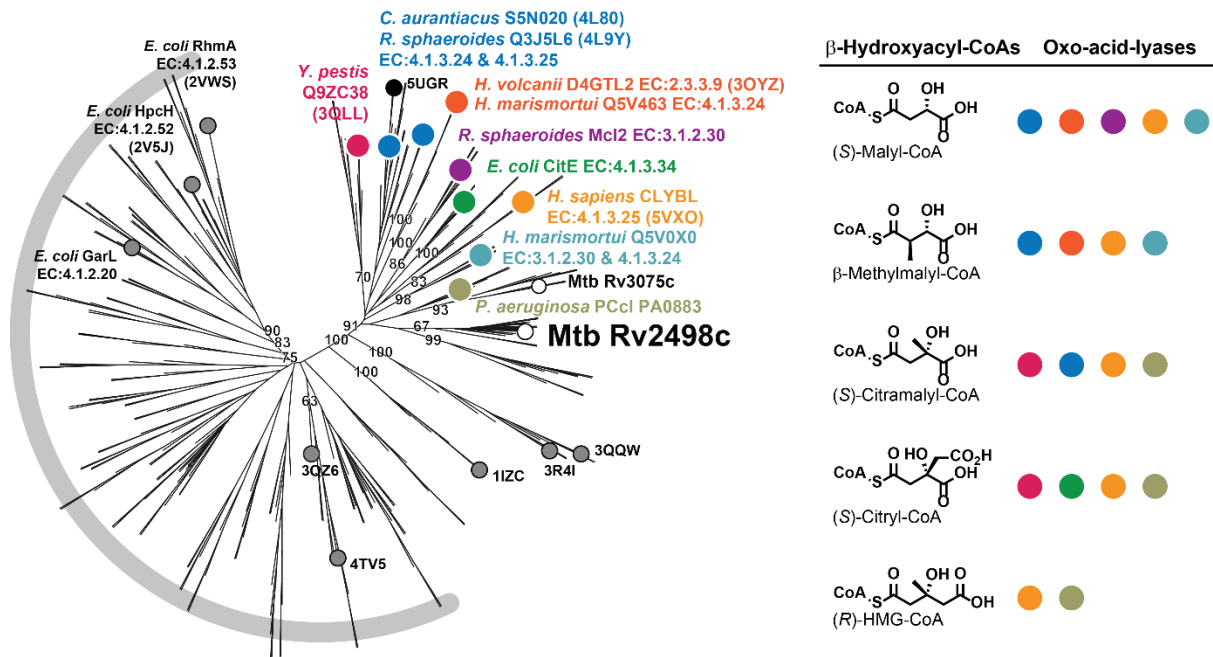 C. aurantiacus S5N020 (4L80)
R. sphaeroides Q3J5L6 (4L9Y)
EC:4.1.3.24 & 4.1.3.25
E. coli RhmA
EC:4.1.2.53
(2VWS)
Y. pestis
Q9ZC38
(3QLL)
5UGR
H. volcanii D4GTL2 EC:2.3.3.9 (3OYZ)
H. marismortui Q5V463 EC:4.1.3.24
E. coli HpcH
EC:4.1.2.52
(2V5J)
R. sphaeroides Mcl2 EC:3.1.2.30
E. coli CitE EC:4.1.3.34
H. sapiens CLYBL
EC:4.1.3.25 (5VXO)
H. marismortui Q5V0X0
EC:3.1.2.30 & 4.1.3.24
E. coli GarL
EC:4.1.2.20
Mtb Rv3075c
P. aeruginosa PCcl PA0883
Mtb Rv2498c
100
100
100
86
70
83
98
93
91
67
99
90
83
75
100
100
100
63
3QZ6
1IZC
3R4I
3QQW
4TV5
β-Hydroxyacyl-CoAs Oxo-acid-lyases
CoA S O OH OH O
(S)-Malyl-CoA
CoA S O OH OH O
β-Methylmalyl-CoA
CoA S O OH OH O
(S)-Citramalyl-CoA
CoA S O HO CO2H OH O
(S)-Citryl-CoA
CoA S O OH O OH
(R)-HMG-CoA